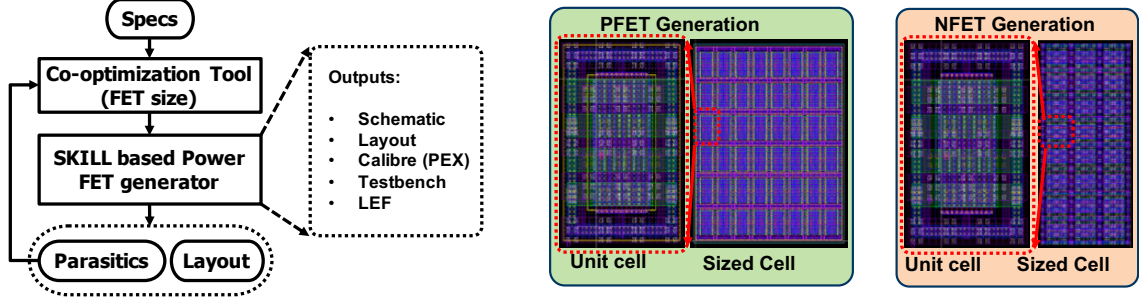 Specs
Co-optimization Tool
(FET size)
SKILL based Power
FET generator
Parasitics
Layout
Outputs:
• Schematic
• Layout
• Calibre (PEX)
• Testbench
• LEF
PFET Generation
Unit cell
Sized Cell
NFET Generation
Unit cell
Sized Cell